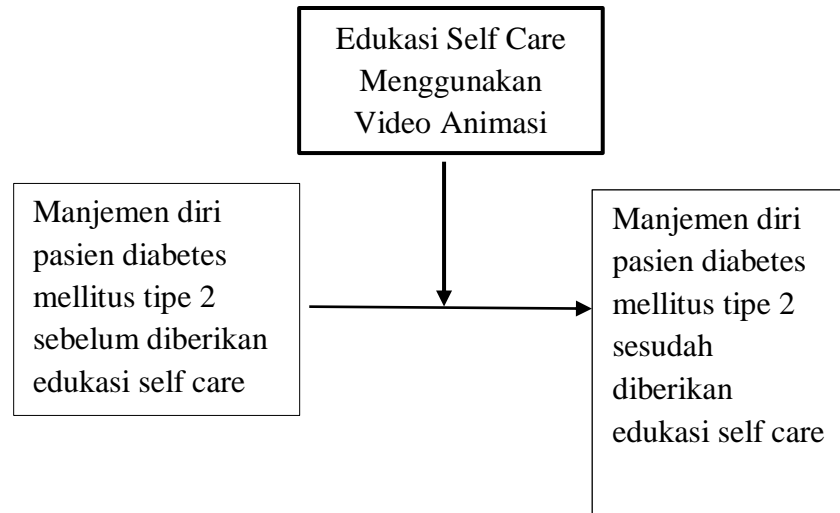 Edukasi Self Care
Menggunakan
Video Animasi
Manjemen diri
pasien diabetes
mellitus tipe 2
sebelum diberikan
edukasi self care
Manjemen diri
pasien diabetes
mellitus tipe 2
sesudah
diberikan
edukasi self care